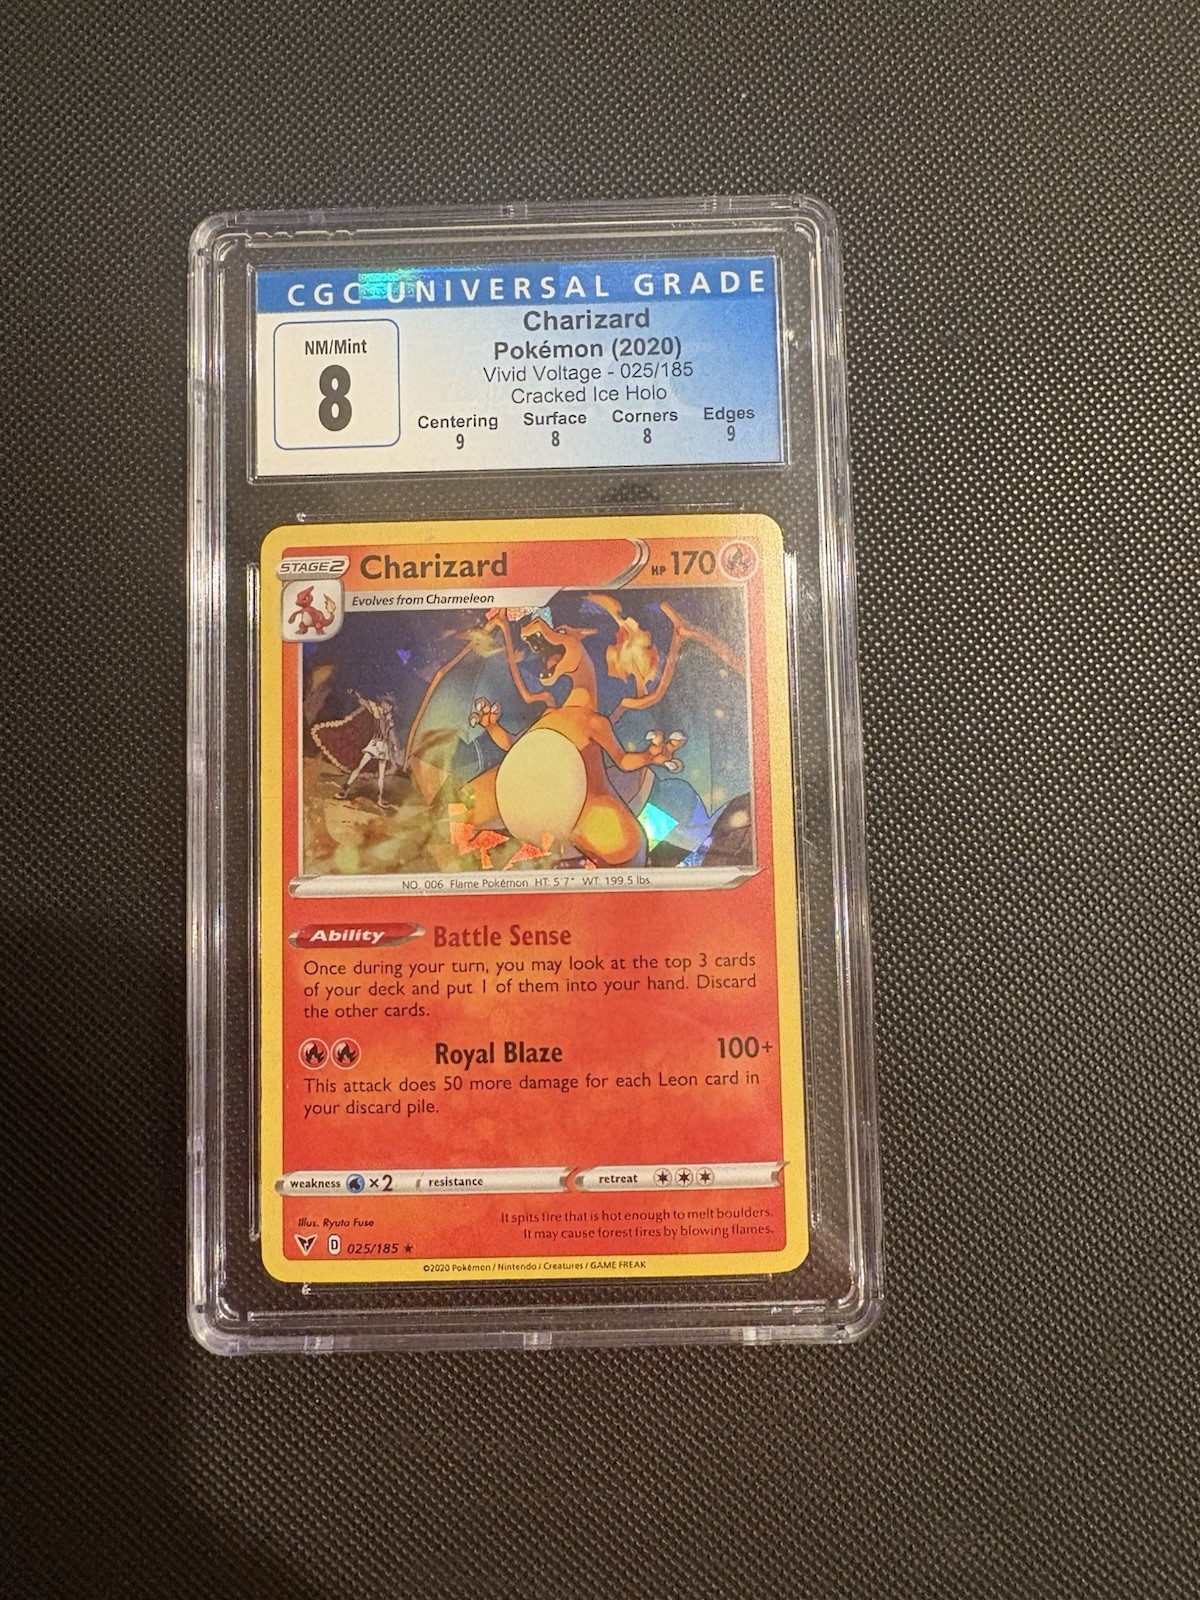 CGC UNIVERSAL GRADE
NM/Mint
8
Charizard
Pokémon (2020)
Vivid Voltage - 025/185
Cracked Ice Holo
Centering Surface Corners Edges
9 8 8 9
STAGE2 Charizard HP 170
Evolves from Charmeleon
NO. 006 Flame Pokémon HT: 5'7" WT: 199.5 lbs.
Ability Battle Sense
Once during your turn, you may look at the top 3 cards
of your deck and put 1 of them into your hand. Discard
the other cards.
Royal Blaze 100+
This attack does 50 more damage for each Leon card in
your discard pile.
weakness ×2 resistance retreat
Illus. Ryuta Fuse
It spits fire that is hot enough to melt boulders.
It may cause forest fires by blowing flames.
D 025/185 ★
©2020 Pokémon / Nintendo / Creatures / GAME FREAK